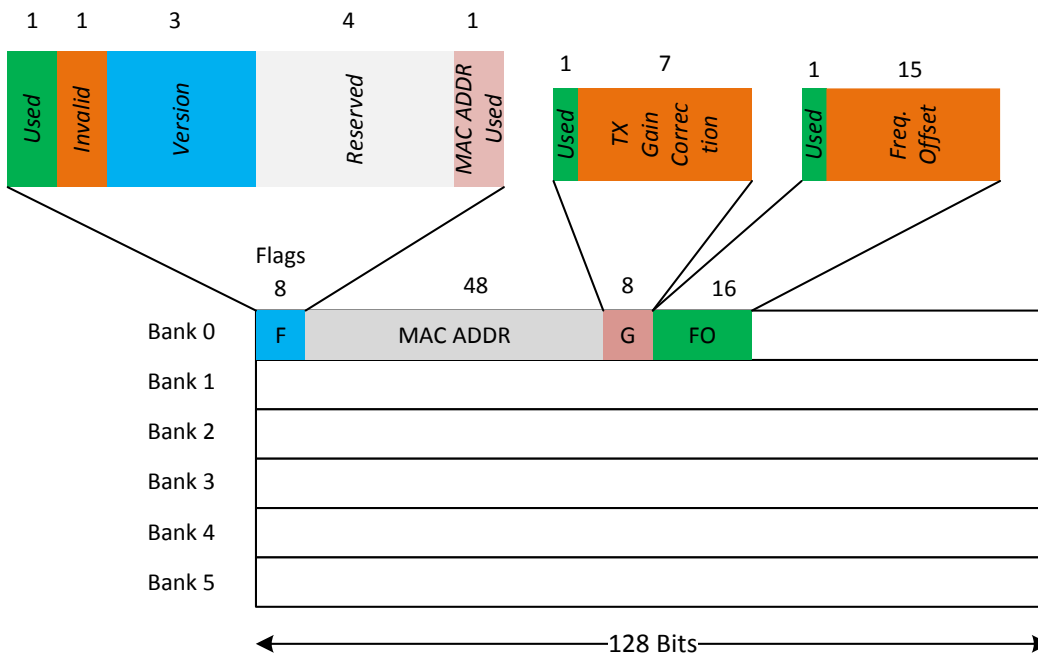 1 1 3 4 1
Used
Invalid
Version
Reserved
MAC ADDR
Used
1 7
Used
TX
Gain
Correc
tion
1 15
Used
Freq.
Offset
Flags
8 48 8 16
Bank 0 F MAC ADDR G FO
Bank 1
Bank 2
Bank 3
Bank 4
Bank 5
128 Bits